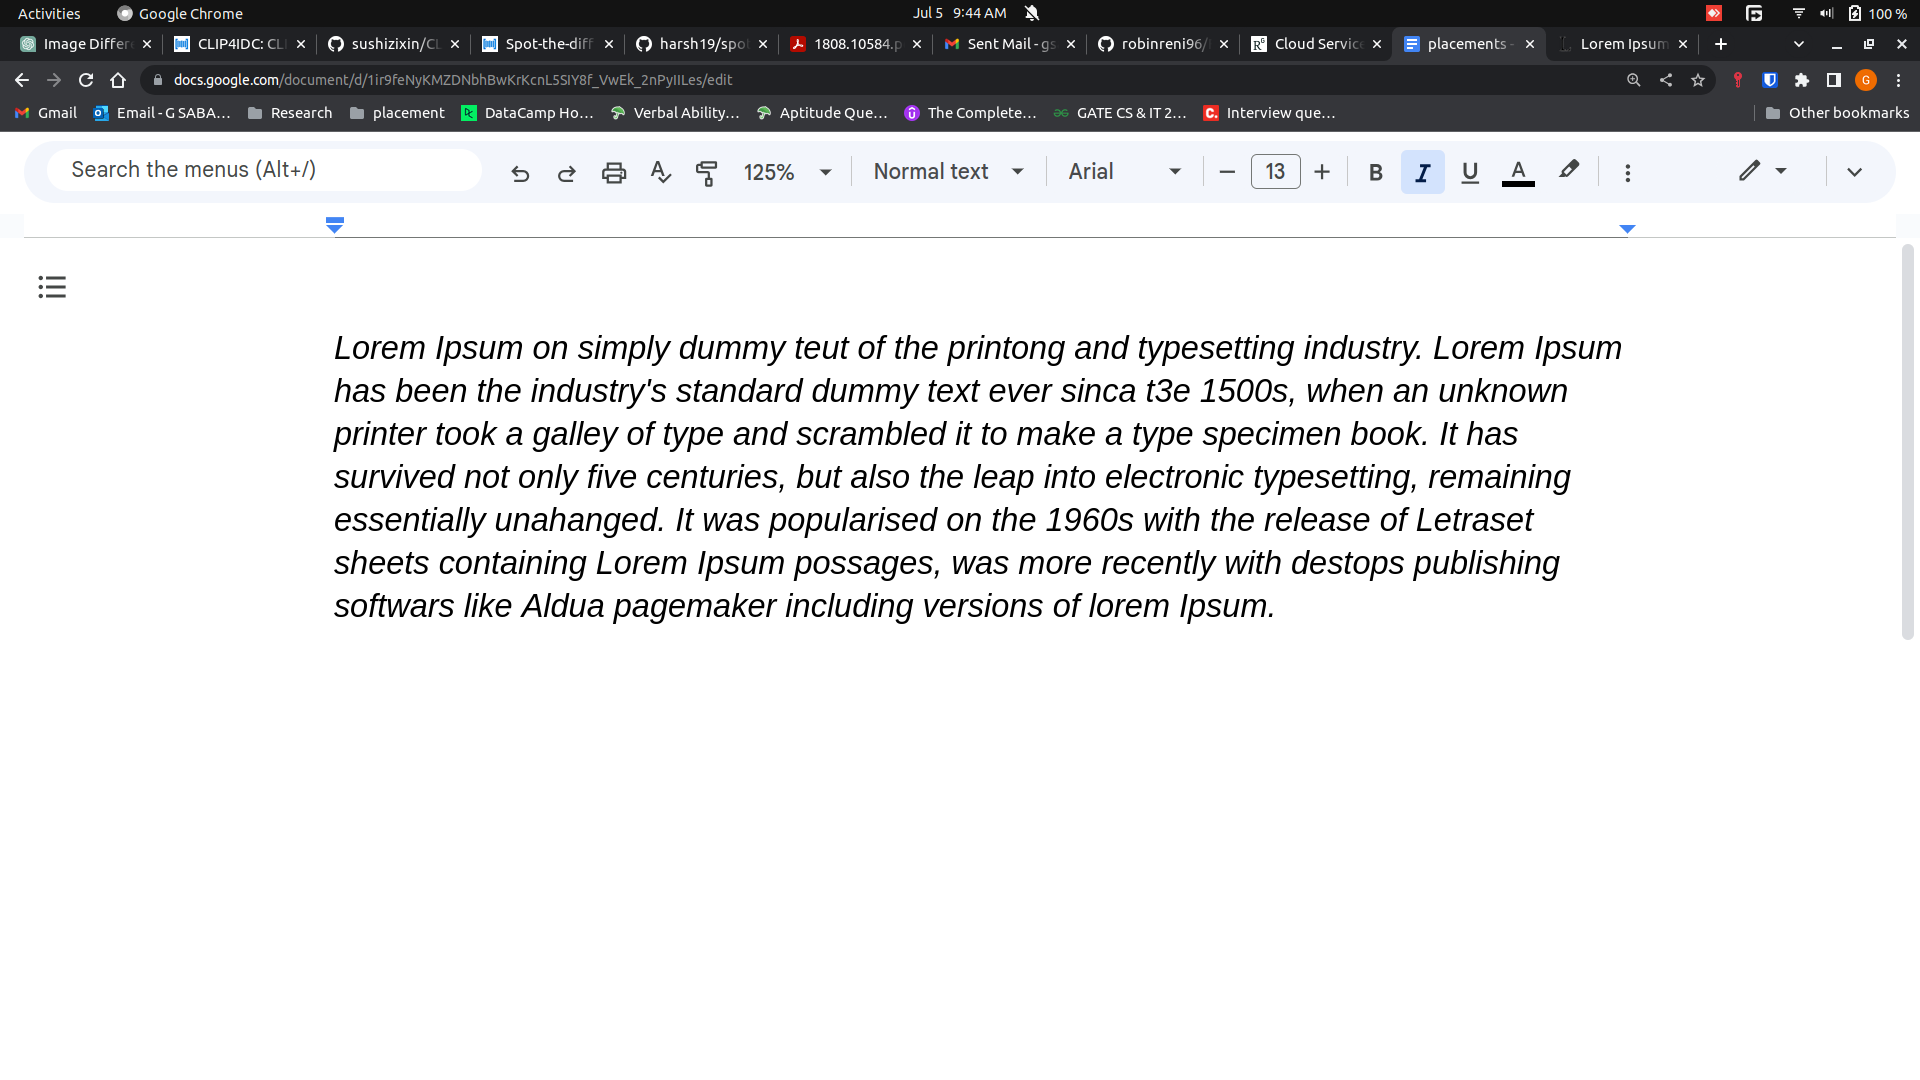 Activities Google Chrome Jul 5 9:44 AM 100 %
Image Differe CLIP4IDC: CLI sushizixin/CL Spot-the-diff harsh19/spot 1808.10584.p Sent Mail - gs robinreni96/ Cloud Service placements - Lorem Ipsum
docs.google.com/document/d/1ir9feNyKMZDNbhBwKrKcnL5SIY8f_VwEk_2nPyIILes/edit G
Gmail Email - G SABA... Research placement DataCamp Ho... Verbal Ability... Aptitude Que... The Complete... GATE CS & IT 2... Interview que... Other bookmarks
Search the menus (Alt+/) 125% Normal text Arial 13 B I U A
Lorem Ipsum on simply dummy teut of the printong and typesetting industry. Lorem Ipsum
has been the industry's standard dummy text ever sinca t3e 1500s, when an unknown
printer took a galley of type and scrambled it to make a type specimen book. It has
survived not only five centuries, but also the leap into electronic typesetting, remaining
essentially unahanged. It was popularised on the 1960s with the release of Letraset
sheets containing Lorem Ipsum possages, was more recently with destops publishing
softwars like Aldua pagemaker including versions of lorem Ipsum.